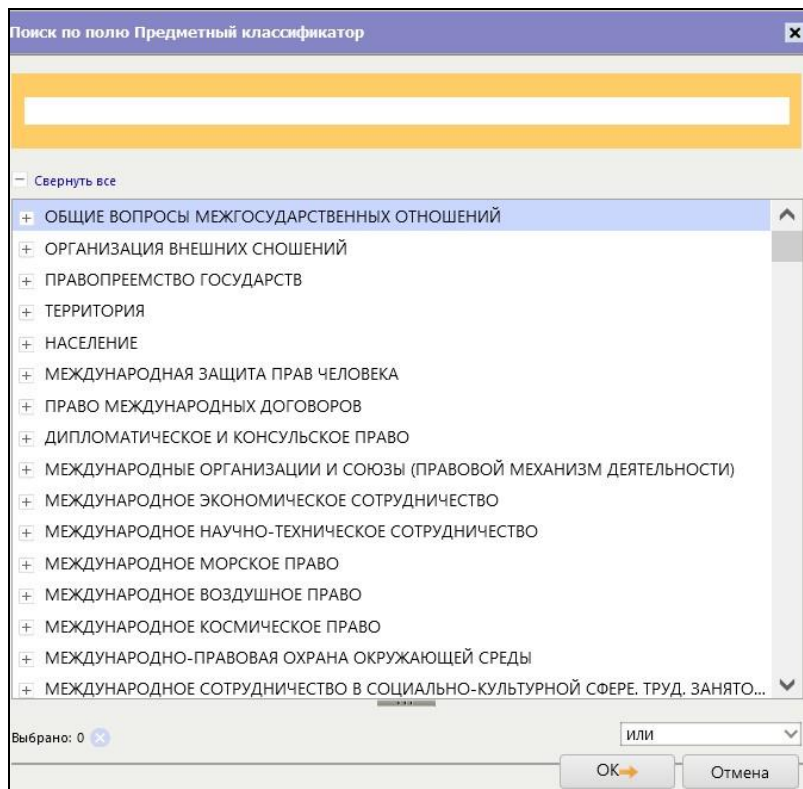 Поиск по полю Предметный классификатор
Свернуть все
ОБЩИЕ ВОПРОСЫ МЕЖГОСУДАРСТВЕННЫХ ОТНОШЕНИЙ
ОРГАНИЗАЦИЯ ВНЕШНИХ СНОШЕНИЙ
ПРАВОПРЕЕМСТВО ГОСУДАРСТВ
ТЕРРИТОРИЯ
НАСЕЛЕНИЕ
МЕЖДУНАРОДНАЯ ЗАЩИТА ПРАВ ЧЕЛОВЕКА
ПРАВО МЕЖДУНАРОДНЫХ ДОГОВОРОВ
ДИПЛОМАТИЧЕСКОЕ И КОНСУЛЬСКОЕ ПРАВО
МЕЖДУНАРОДНЫЕ ОРГАНИЗАЦИИ И СОЮЗЫ (ПРАВОВОЙ МЕХАНИЗМ ДЕЯТЕЛЬНОСТИ)
МЕЖДУНАРОДНОЕ ЭКОНОМИЧЕСКОЕ СОТРУДНИЧЕСТВО
МЕЖДУНАРОДНОЕ НАУЧНО-ТЕХНИЧЕСКОЕ СОТРУДНИЧЕСТВО
МЕЖДУНАРОДНОЕ МОРСКОЕ ПРАВО
МЕЖДУНАРОДНОЕ ВОЗДУШНОЕ ПРАВО
МЕЖДУНАРОДНОЕ КОСМИЧЕСКОЕ ПРАВО
МЕЖДУНАРОДНО-ПРАВОВАЯ ОХРАНА ОКРУЖАЮЩЕЙ СРЕДЫ
МЕЖДУНАРОДНОЕ СОТРУДНИЧЕСТВО В СОЦИАЛЬНО-КУЛЬТУРНОЙ СФЕРЕ. ТРУД. ЗАНЯТО...
Выбрано: 0
или
ОК
Отмена